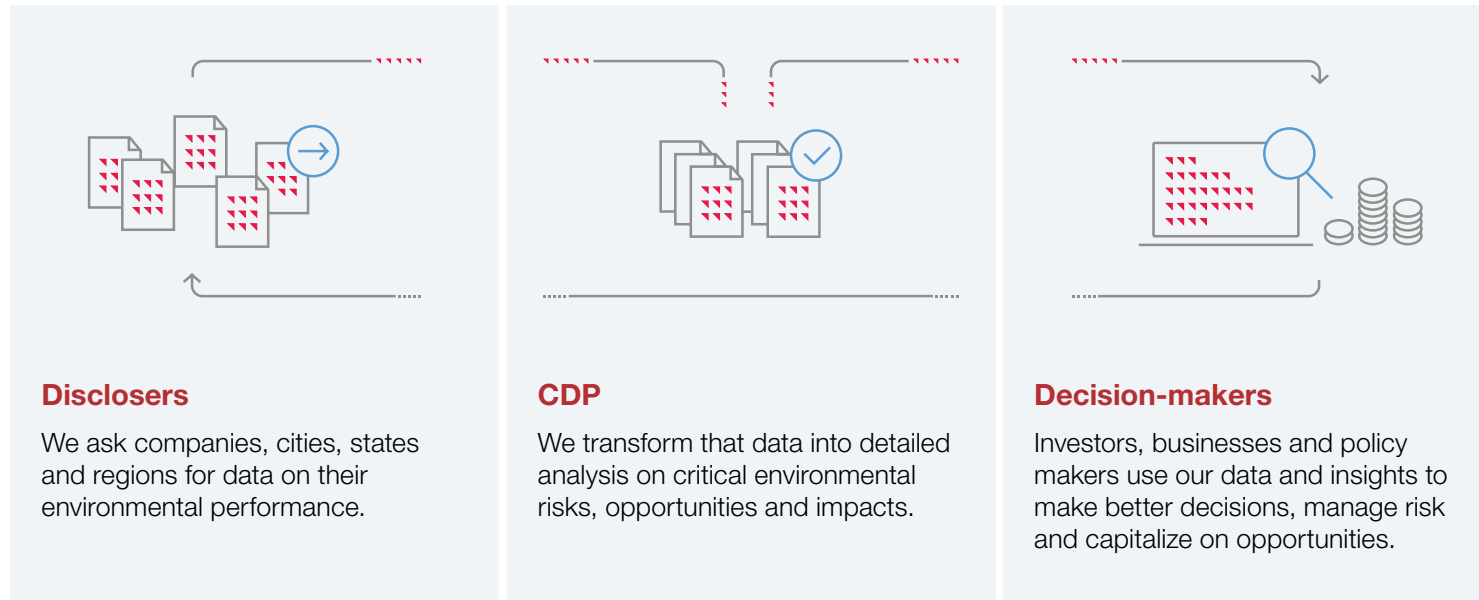 Disclosers
We ask companies, cities, states
and regions for data on their
environmental performance.
CDP
We transform that data into detailed
analysis on critical environmental
risks, opportunities and impacts.
Decision-makers
Investors, businesses and policy
makers use our data and insights to
make better decisions, manage risk
and capitalize on opportunities.